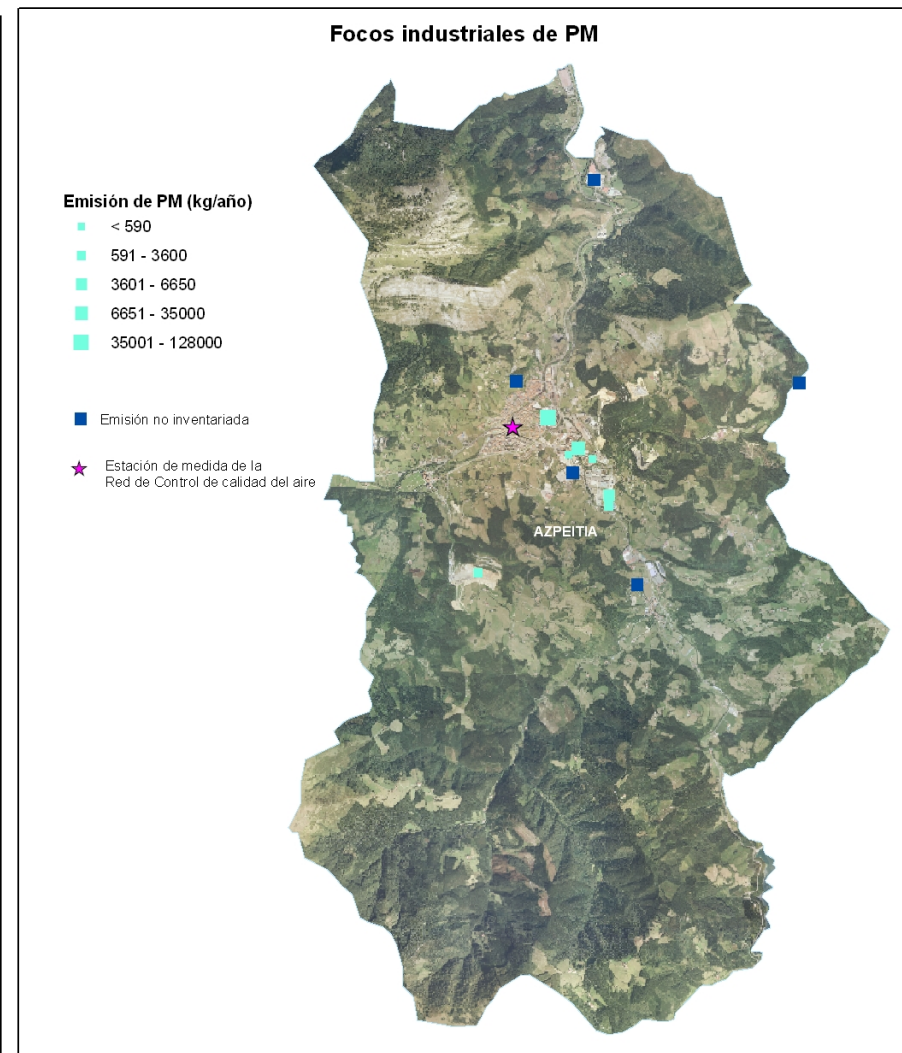 Focos industriales de PM
Emisión de PM (kg/año)
< 590
591 - 3600
3601 - 6650
6651 - 35000
35001 - 128000
Emisión no inventariada
Estación de medida de la
Red de Control de calidad del aire
AZPEITIA